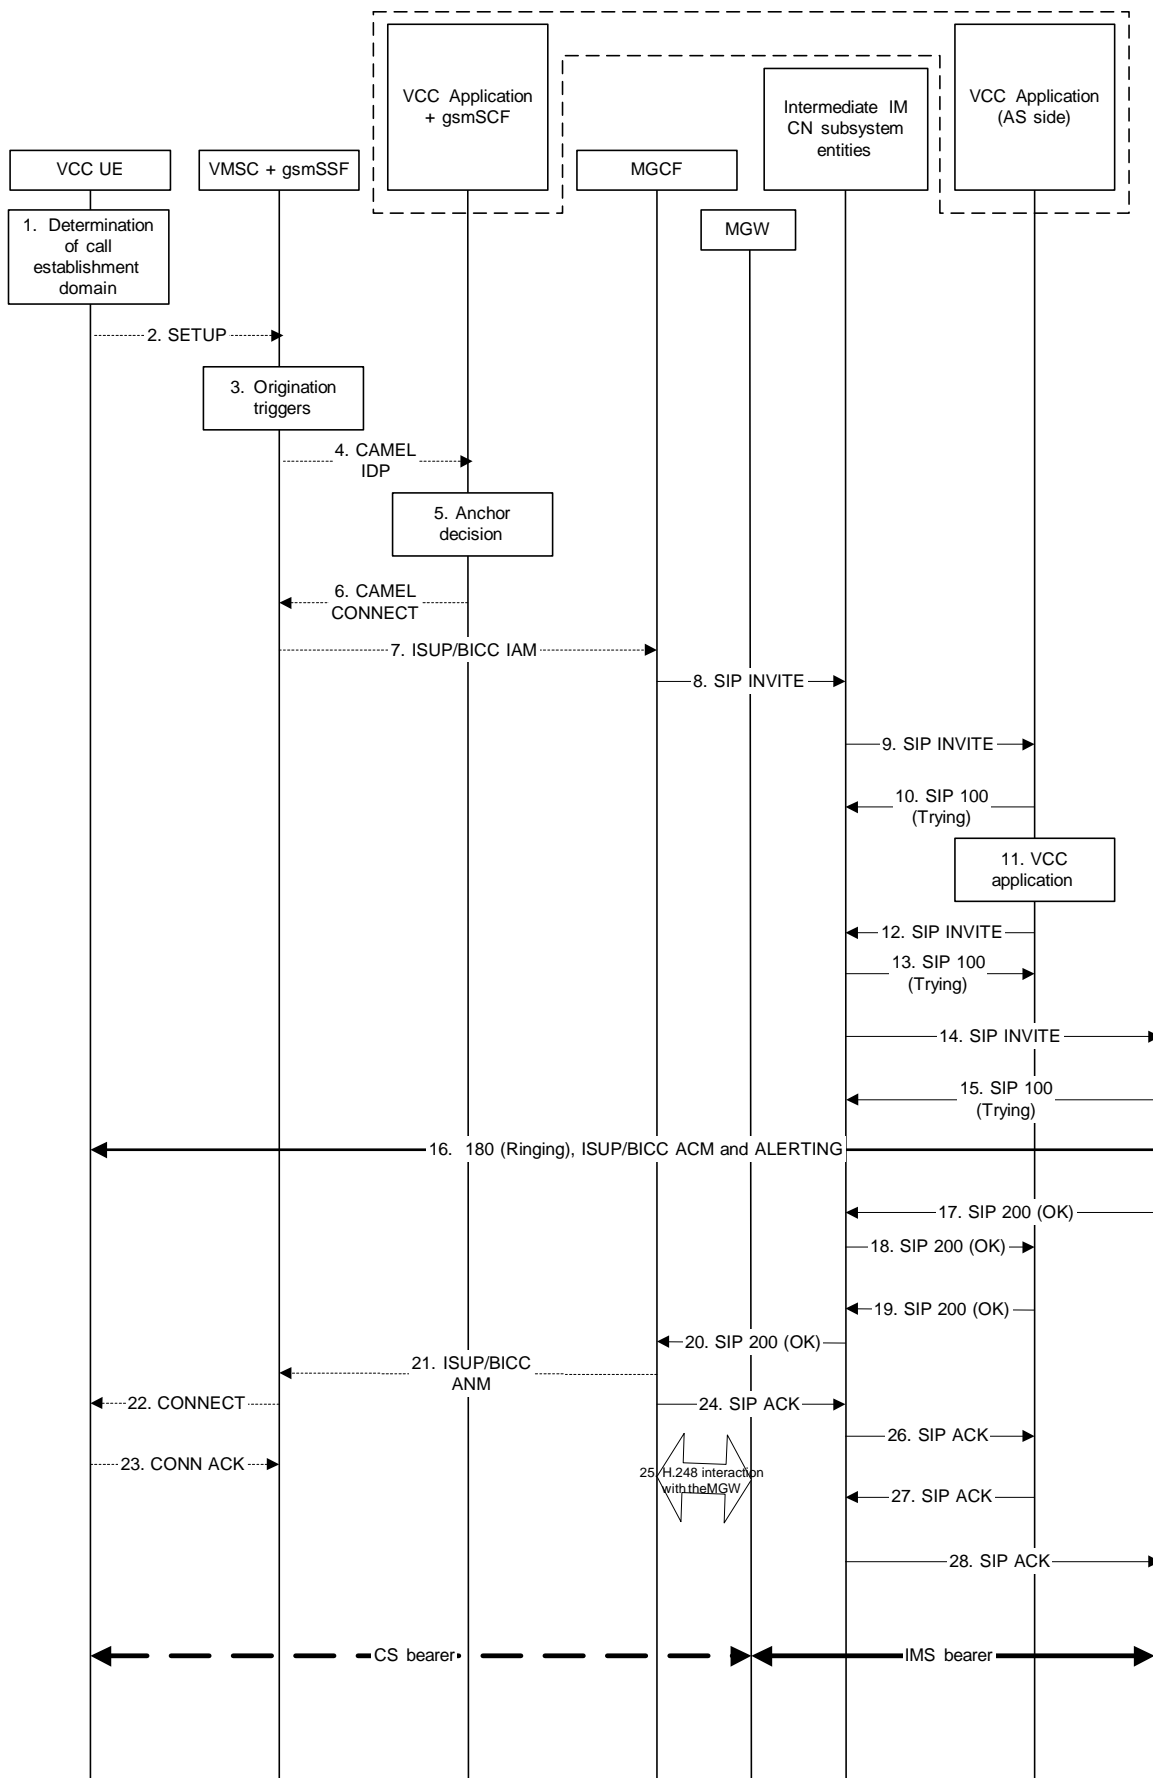 VCC Application
+ gsmSCF
Intermediate IM
CN subsystem
entities
VCC Application
(AS side)
VCC UE
VMSC + gsmSSF
MGCF
MGW
1. Determination
of call
establishment
domain
2. SETUP
3. Origination
triggers
4. CAMEL
IDP
5. Anchor
decision
6. CAMEL
CONNECT
7. ISUP/BICC IAM
8. SIP INVITE
9. SIP INVITE
10. SIP 100
(Trying)
11. VCC
application
12. SIP INVITE
13. SIP 100
(Trying)
14. SIP INVITE
15. SIP 100
(Trying)
16. 180 (Ringing), ISUP/BICC ACM and ALERTING
17. SIP 200 (OK)
18. SIP 200 (OK)
19. SIP 200 (OK)
20. SIP 200 (OK)
21. ISUP/BICC
ANM
22. CONNECT
24. SIP ACK
26. SIP ACK
23. CONN ACK
25. H.248 interaction
with theMGW
27. SIP ACK
28. SIP ACK
CS bearer
IMS bearer